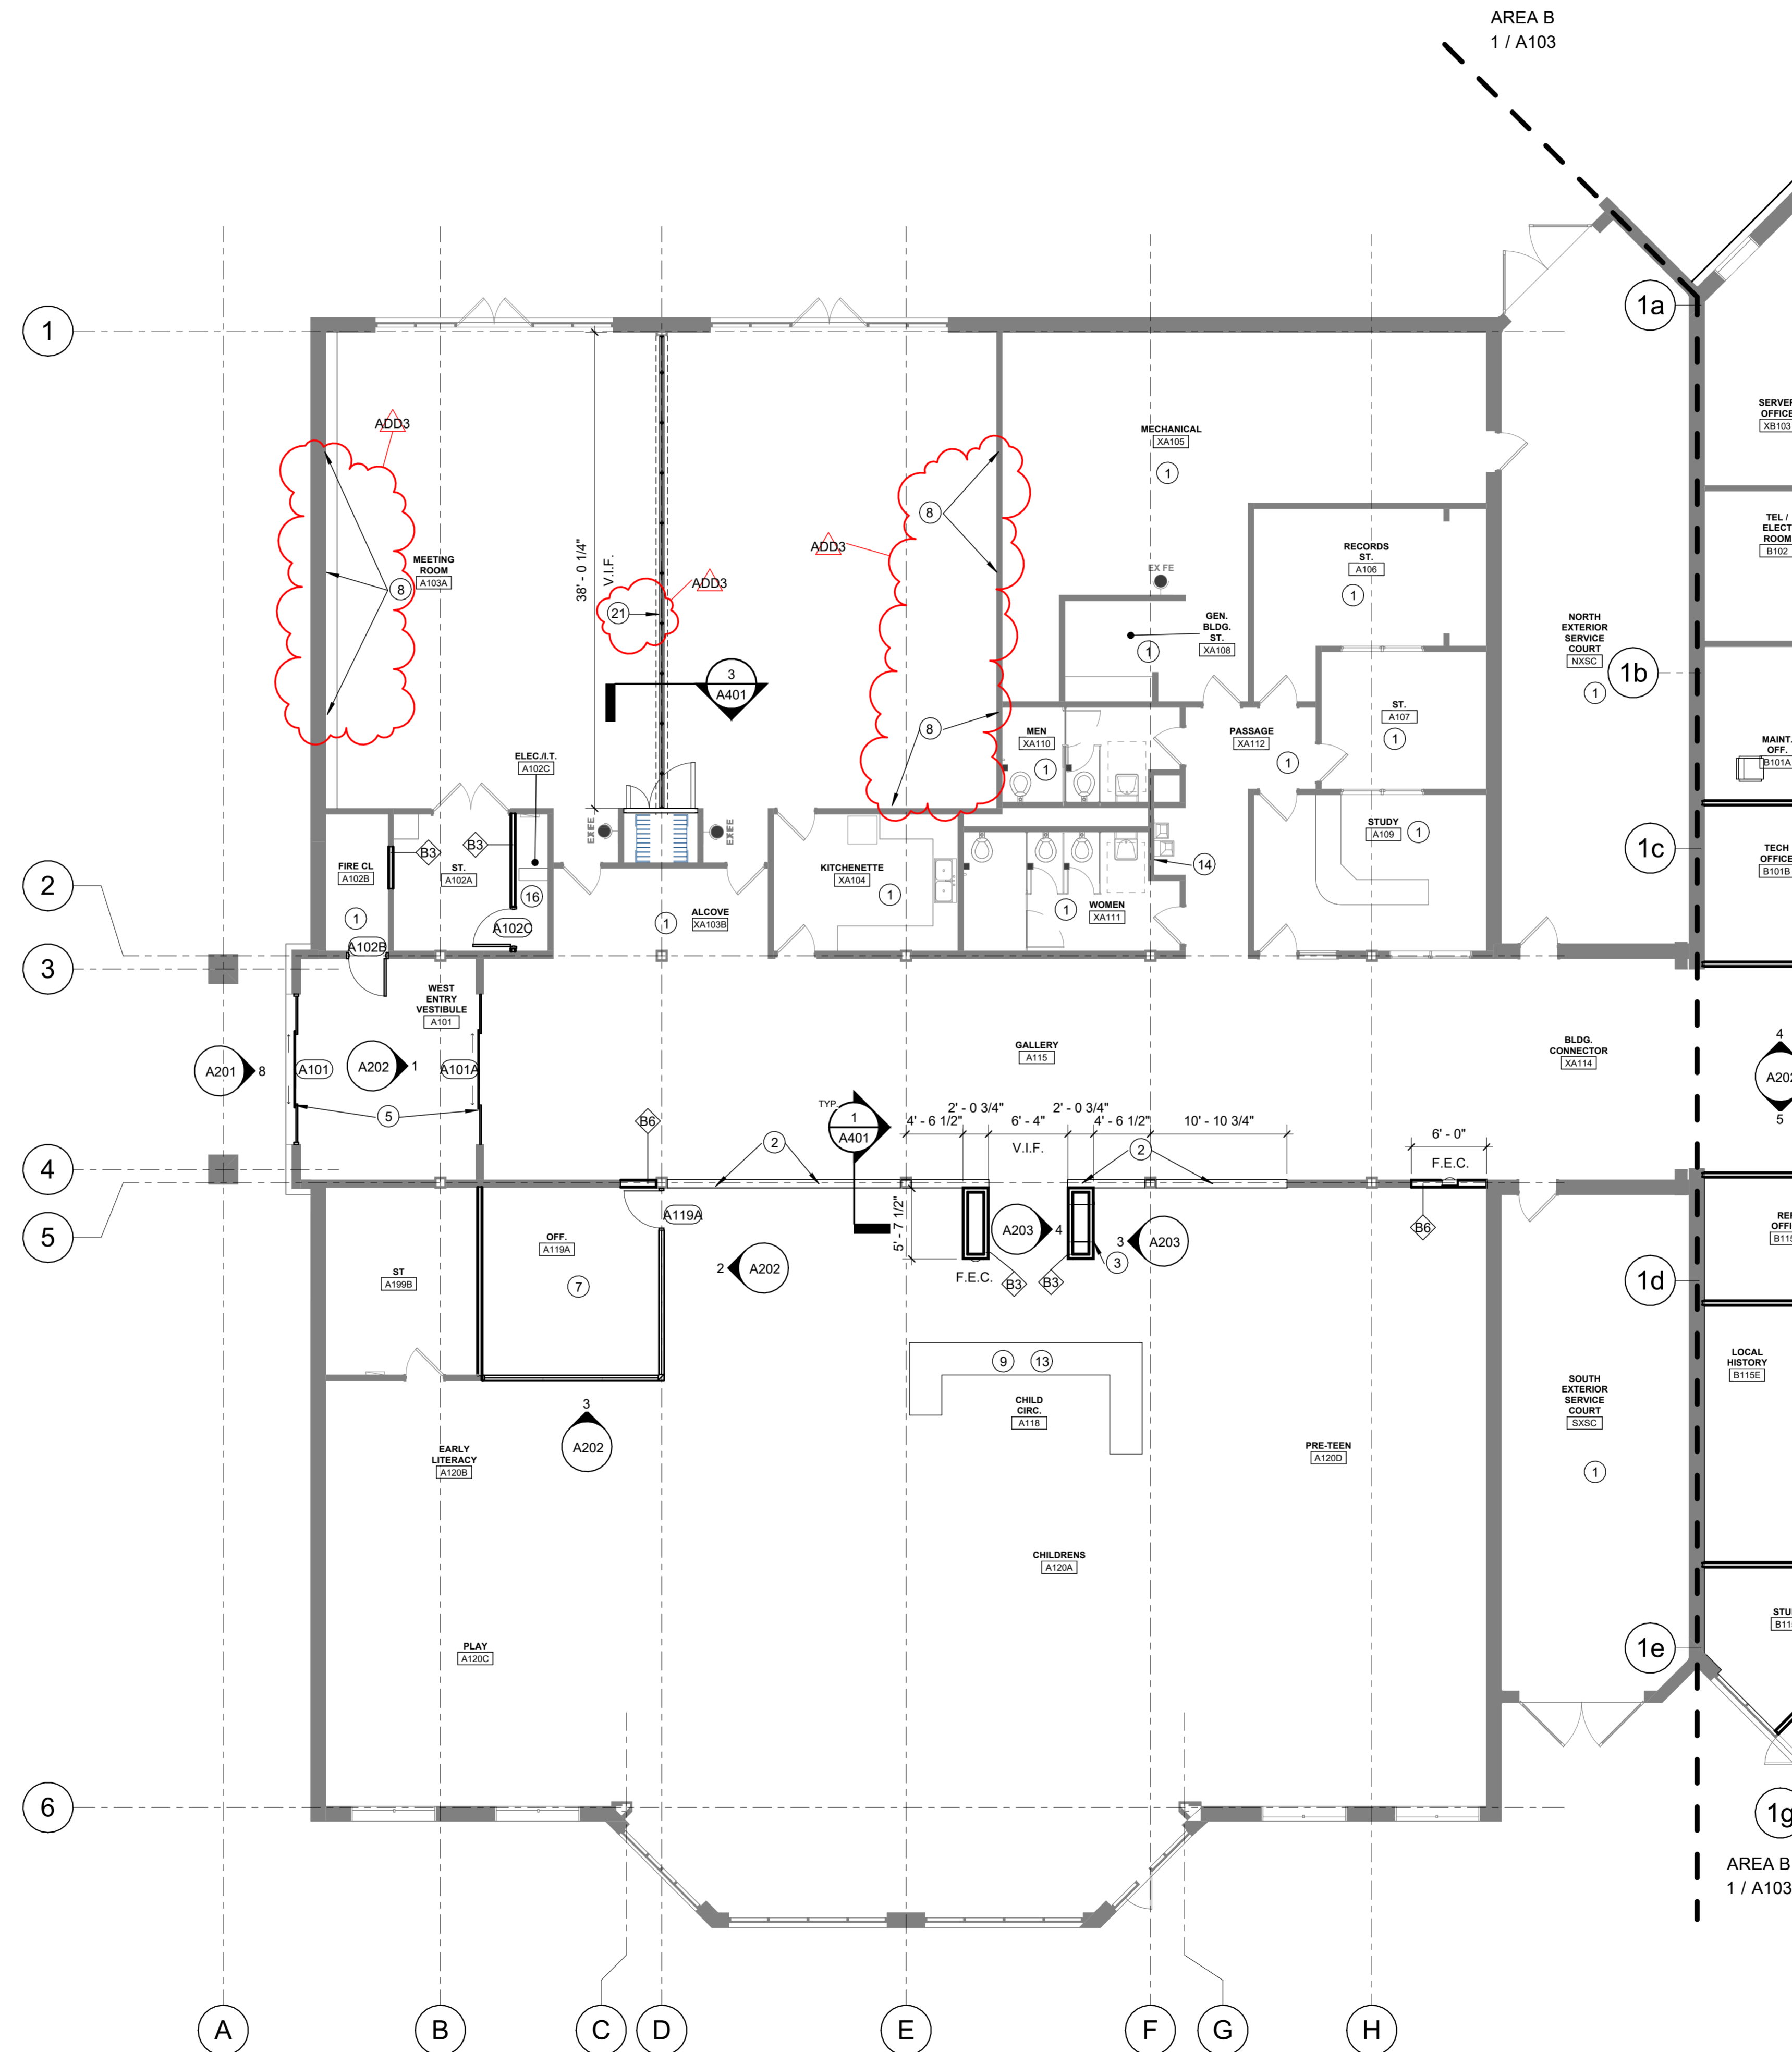 AREA B
1 / A103
1
1a
ADD3
SERVER
OFFICE
XB103
MECHANICAL
XA105
1
8
TEL /
ELECT
ROOM
B102
ADD3
38' - 0 1/4"
V.I.F.
MEETING
ROOM
A103A
8
ADD3
21
RECORDS
ST.
A106
1
EX FE
GEN.
BLDG.
ST.
XA108
1
NORTH
EXTERIOR
SERVICE
COURT
NXSC
1
1b
3
A401
8
MEN
XA110
1
PASSAGE
XA112
1
ST.
A107
1
MAINT.
OFF.
B101A
ELEC./I.T.
A102C
B3
B3
FIRE CL
A102B
1
ST.
A102A
16
KITCHENETTE
XA104
1
14
STUDY
A109
1
1c
TECH
OFFICE
B101B
2
ALCOVE
XA103B
1
WOMEN
XA111
1
A102B
A102C
3
WEST
ENTRY
VESTIBULE
A101
A201
8
A101
A202
1
A101A
5
GALLERY
A115
BLDG.
CONNECTOR
XA114
4
A202
5
TYP.
1
A401
2' - 0 3/4"
2' - 0 3/4"
4' - 6 1/2"
6' - 4"
4' - 6 1/2"
10' - 10 3/4"
V.I.F.
B6
2
2
6' - 0"
F.E.C.
4
5
A119A
5' - 7 1/2"
A203
4
3
A203
B6
OFF.
A119A
7
2
A202
F.E.C.
B3
B3
3
ST
A199B
1d
9
13
CHILD
CIRC.
A118
LOCAL
HISTORY
B115E
SOUTH
EXTERIOR
SERVICE
COURT
SXSC
1
3
A202
EARLY
LITERACY
A120B
PRE-TEEN
A120D
CHILDRENS
A120A
PLAY
A120C
1e
6
1g
AREA B
1 / A103
A
B
C
D
E
F
G
H